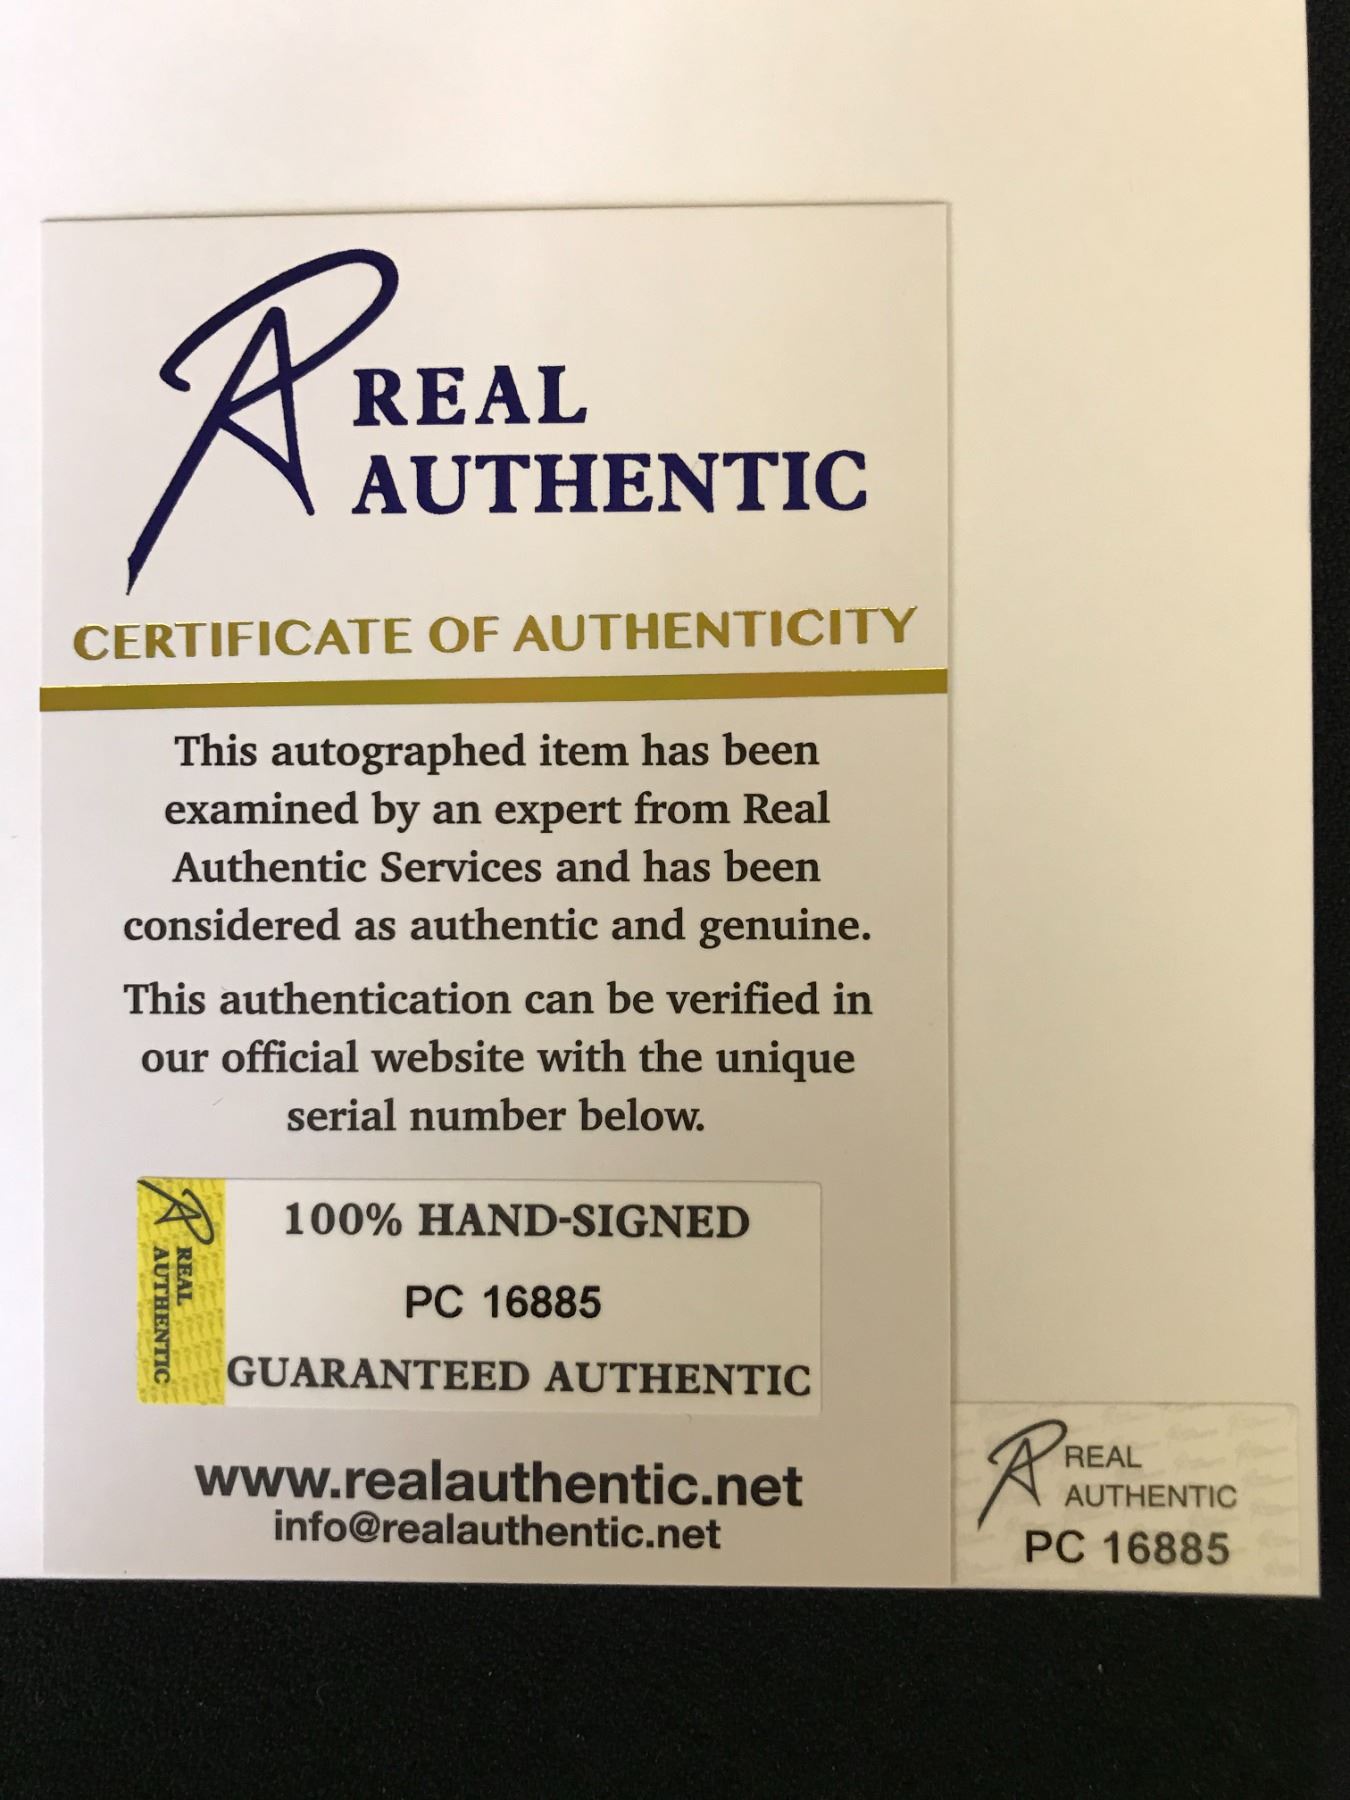 REAL
AUTHENTIC
CERTIFICATE OF AUTHENTICITY
This autographed item has been
examined by an expert from Real
Authentic Services and has been
considered as authentic and genuine.
This authentication can be verified in
our official website with the unique
serial number below.
REAL
AUTHENTIC
100% HAND-SIGNED
PC 16885
GUARANTEED AUTHENTIC
www.realauthentic.net
info@realauthentic.net
REAL
AUTHENTIC
PC 16885